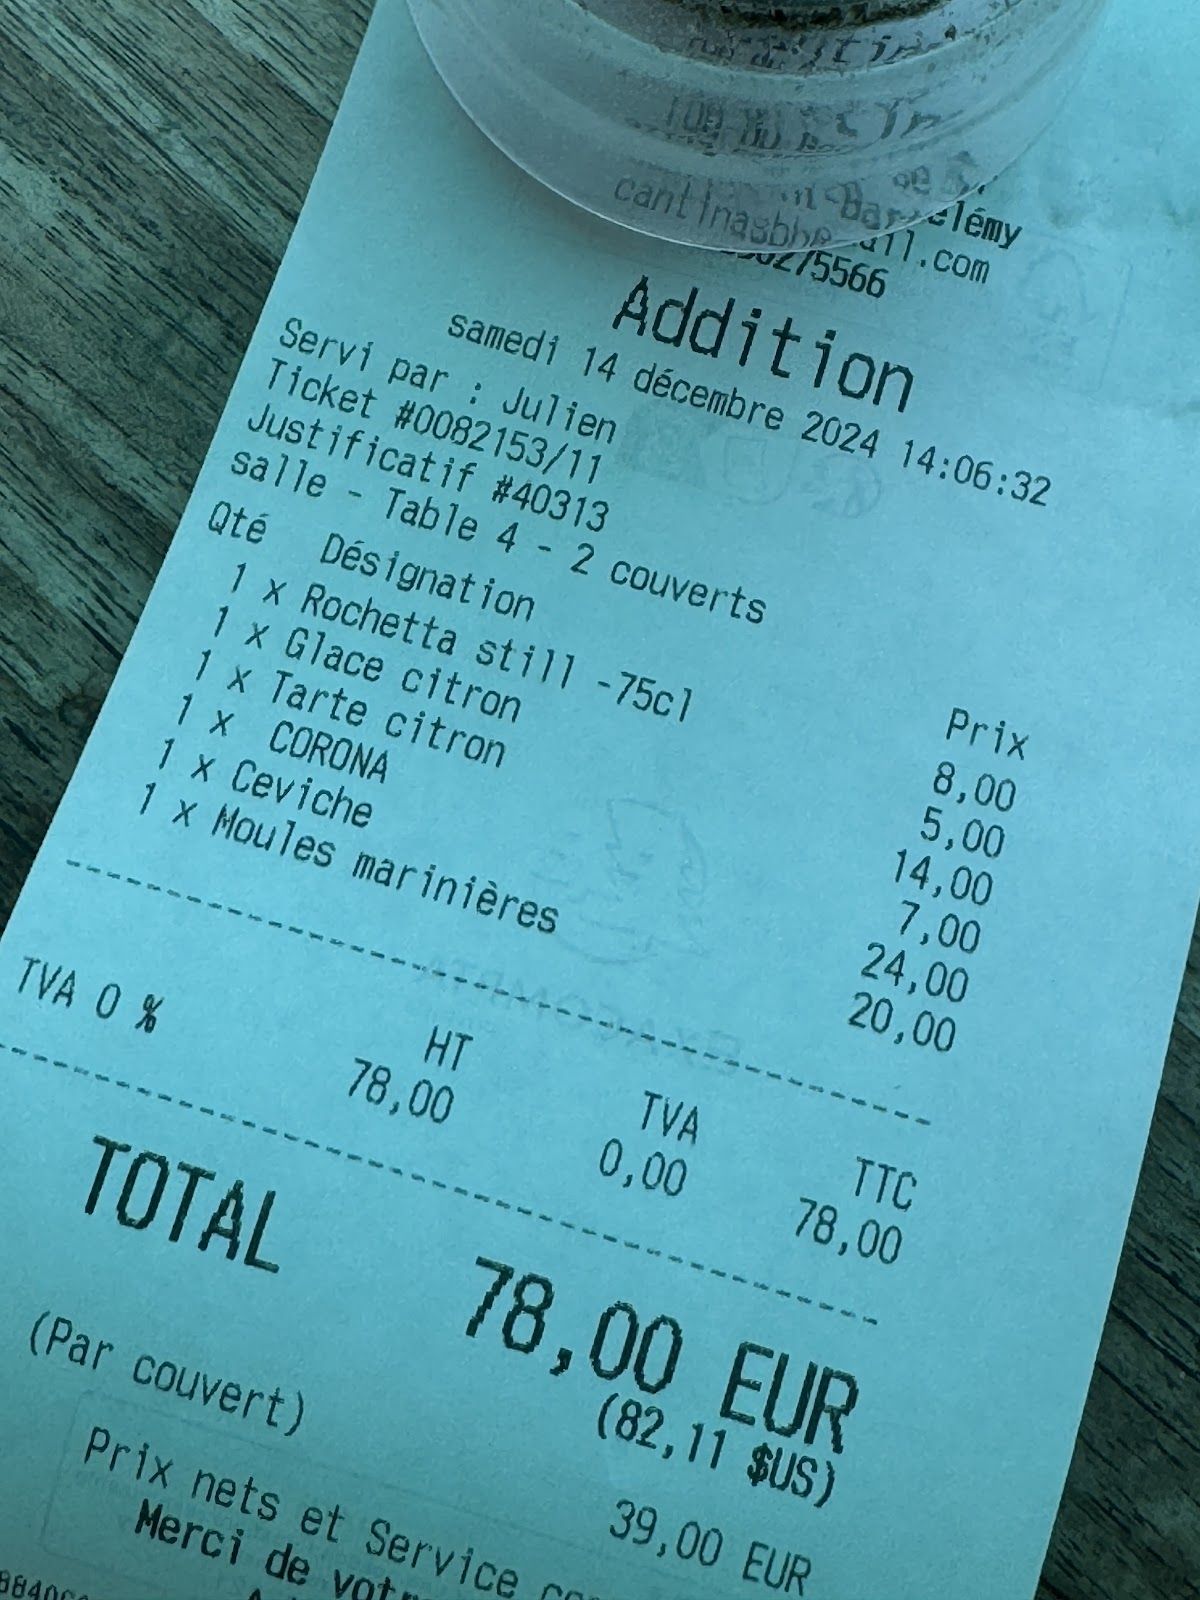 elémy
ail.com
Addition
samedi 14 décembre 2024 14:06:32
Servi par : Julien
Ticket #0082153/11
Justificatif #40313
salle - Table 4 - 2 couverts
Qté Désignation Prix
1 x Rochetta still -75cl 8,00
1 x Glace citron 5,00
1 x Tarte citron 14,00
1 x CORONA 7,00
1 x Ceviche 24,00
1 x Moules marinières 20,00
HT TVA TTC
TVA 0 % 78,00 0,00 78,00
TOTAL 78,00 EUR
(82,11 $US)
(Par couvert) 39,00 EUR
Prix nets et Service
Merci de